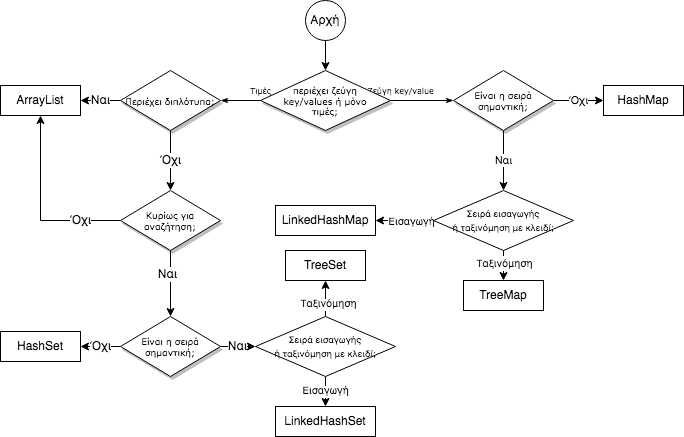 Αρχή
περιέχει ζεύγη
key/values ή μόνο
τιμές;
Τιμές
Ζεύγη key/value
Περιέχει διπλότυπα;
Ναι
ArrayList
Είναι η σειρά
σημαντική;
Όχι
HashMap
Όχι
Ναι
Κυρίως για
αναζήτηση;
Όχι
Σειρά εισαγωγής
ή ταξινόμηση με κλειδί;
Εισαγωγή
LinkedHashMap
Ταξινόμηση
TreeMap
Ναι
TreeSet
Ταξινόμηση
Είναι η σειρά
σημαντική;
Όχι
HashSet
Ναι
Σειρά εισαγωγής
ή ταξινόμηση με κλειδί;
Εισαγωγή
LinkedHashSet